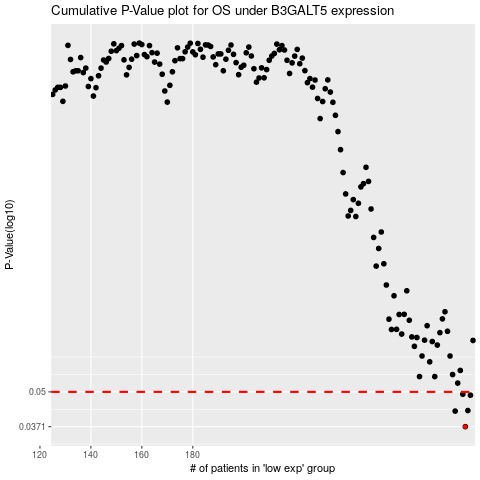 Cumulative P-Value plot for OS under B3GALT5 expression
P-Value(log10)
0.05
0.0371
120 140 160 180
# of patients in 'low exp' group